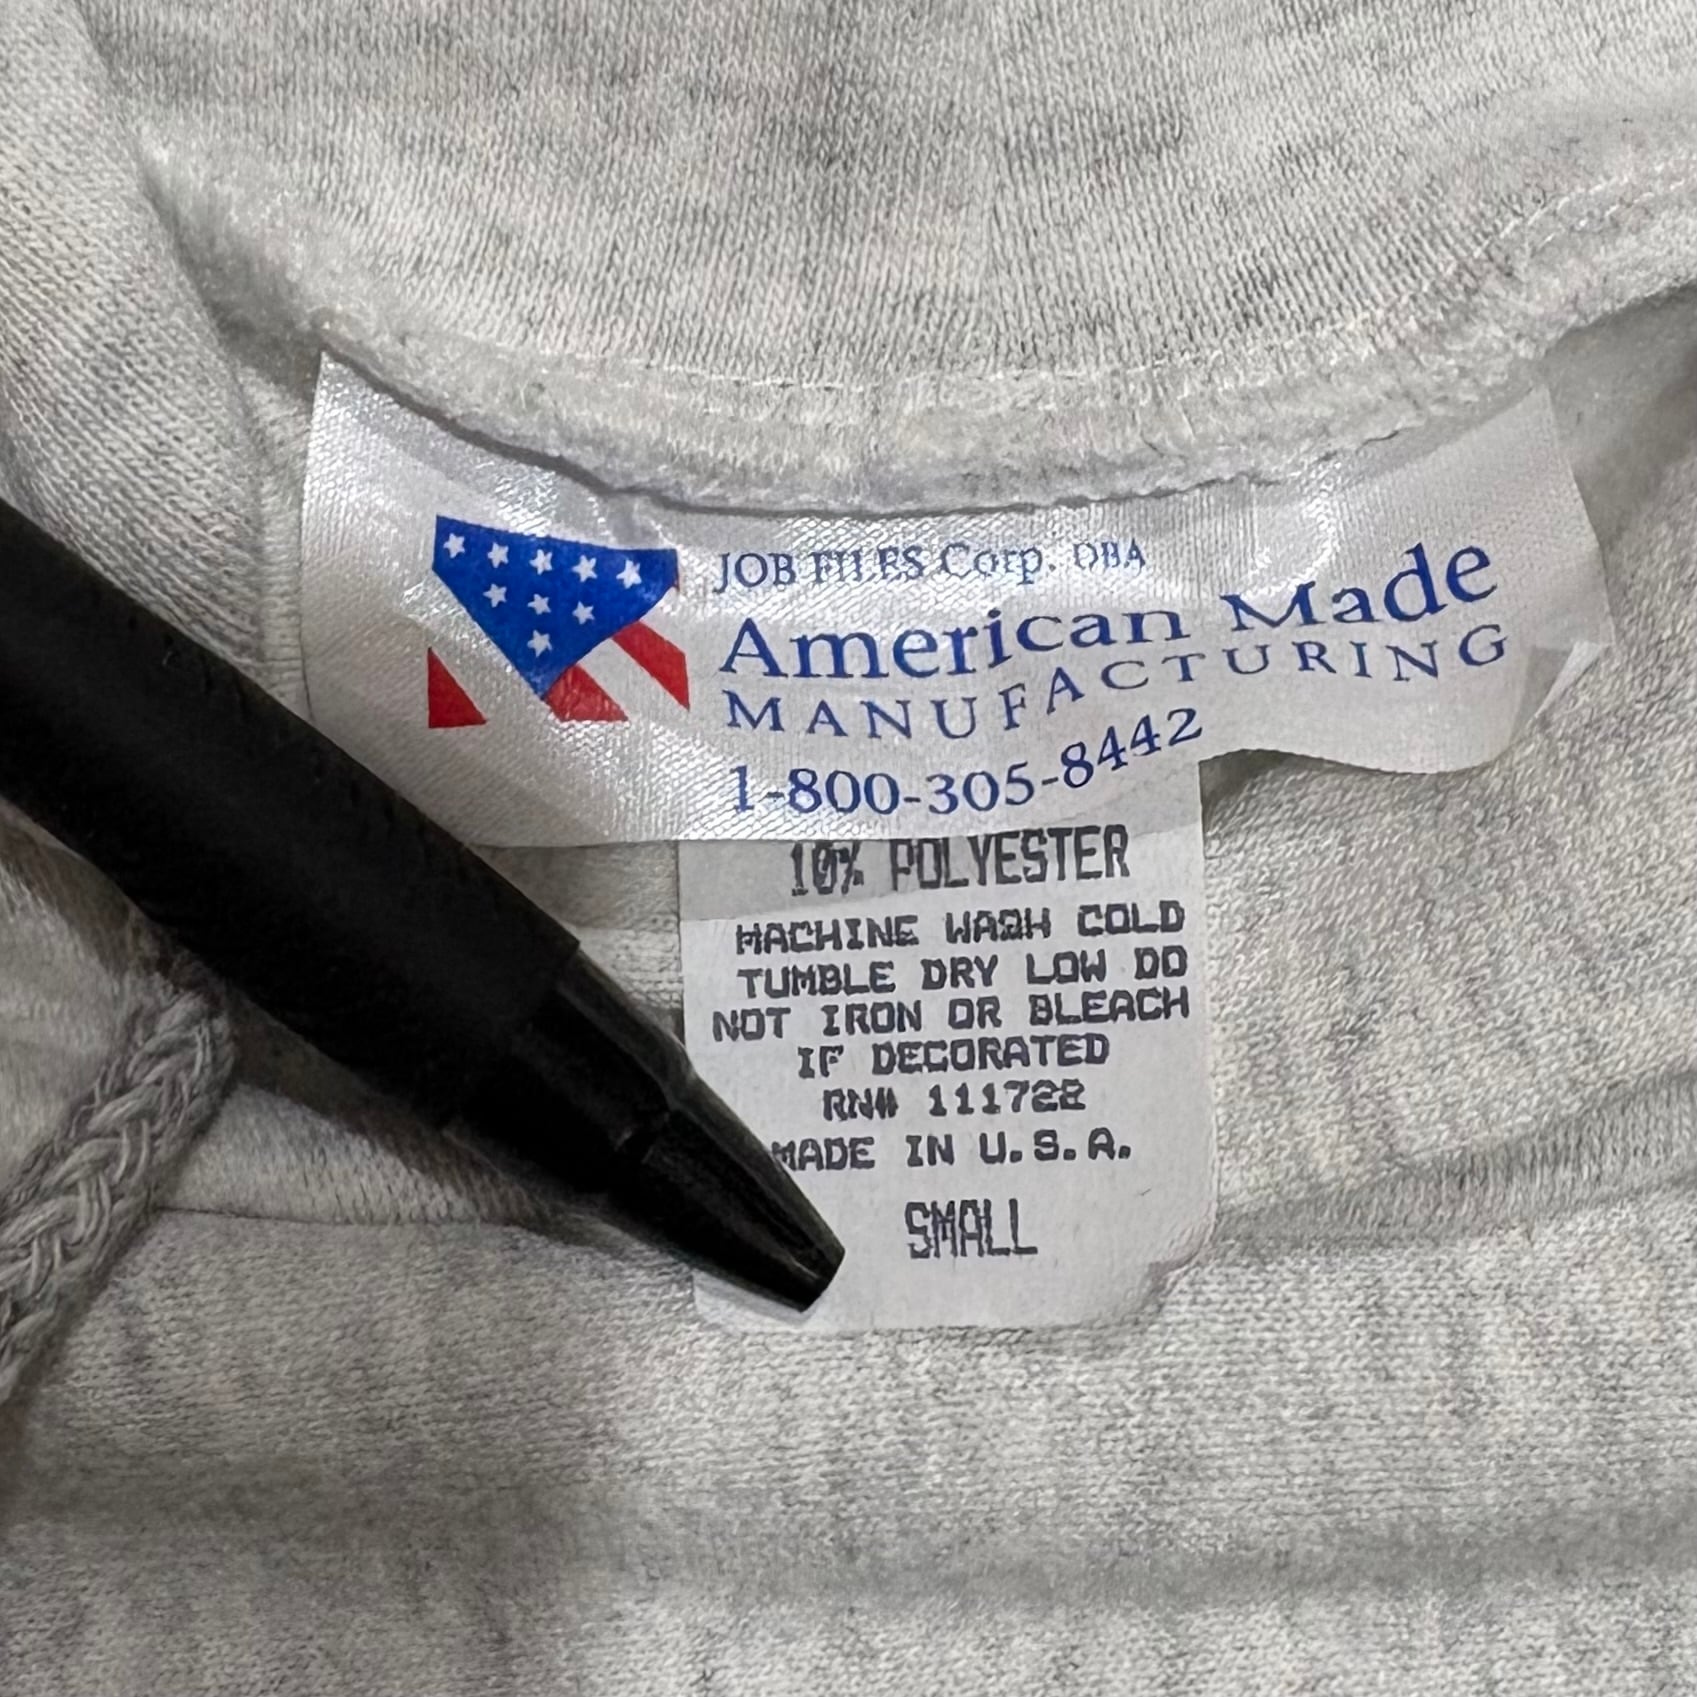 JOB FILES Corp. DBA
American Made
MANUFACTURING
1-800-305-8442
10% POLYESTER
MACHINE WASH COLD
TUMBLE DRY LOW DO
NOT IRON OR BLEACH
IF DECORATED
RN# 111728
MADE IN U.S.A.
SMALL